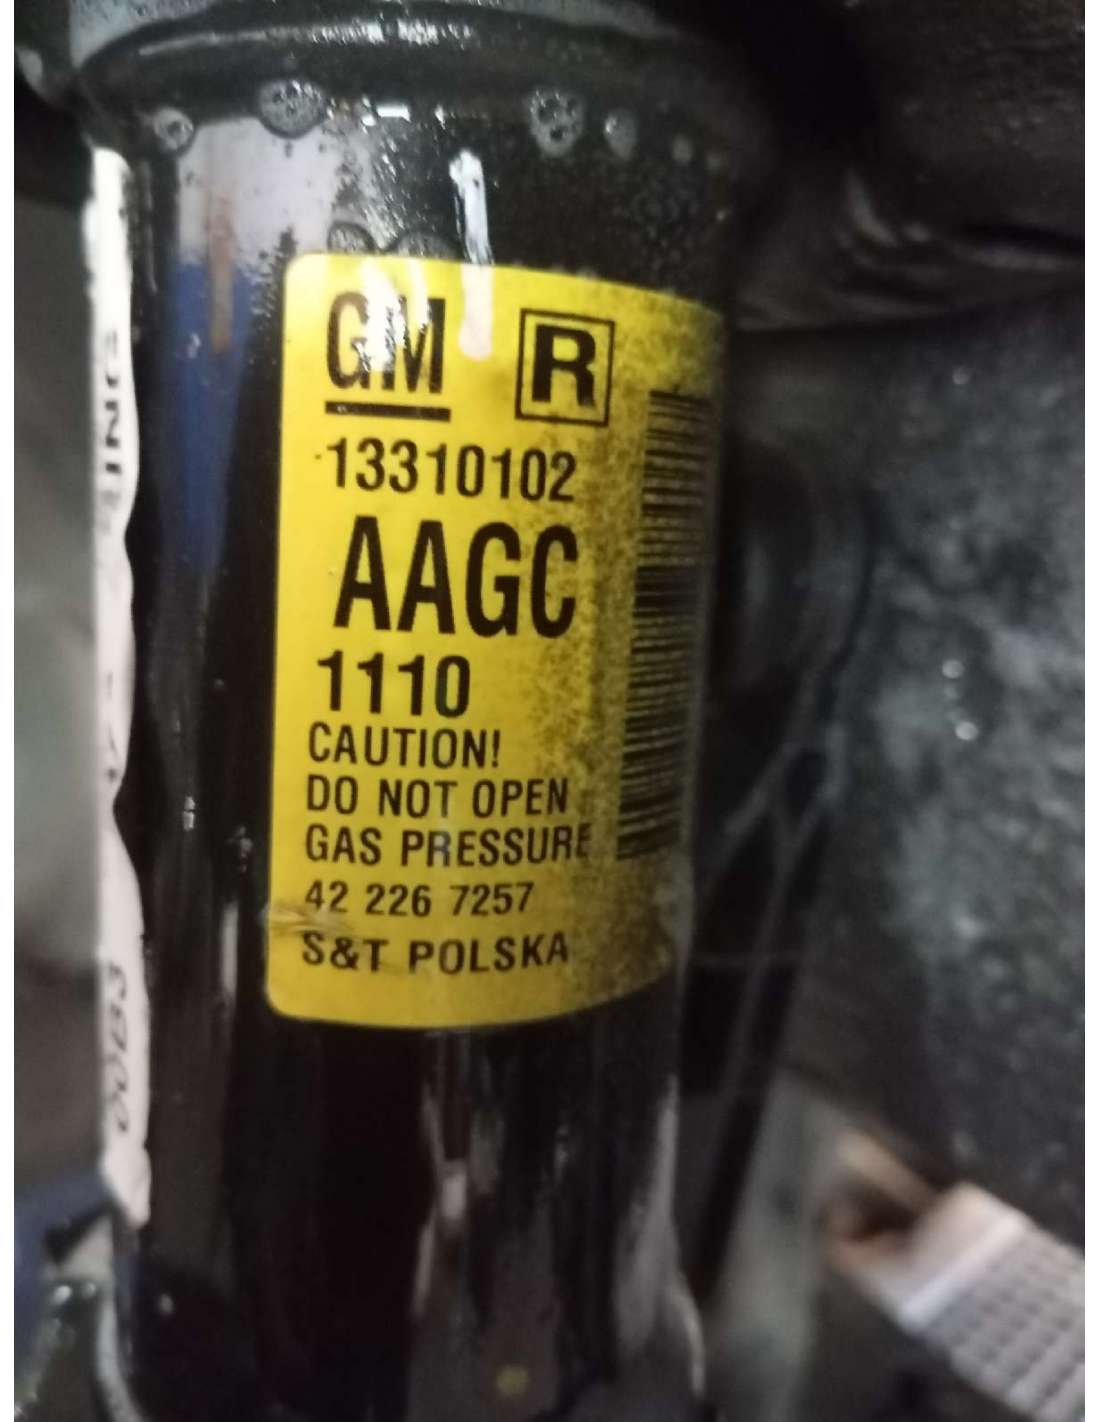 GM R
13310102
AAGC
1110
CAUTION!
DO NOT OPEN
GAS PRESSURE
42 226 7257
S&T POLSKA